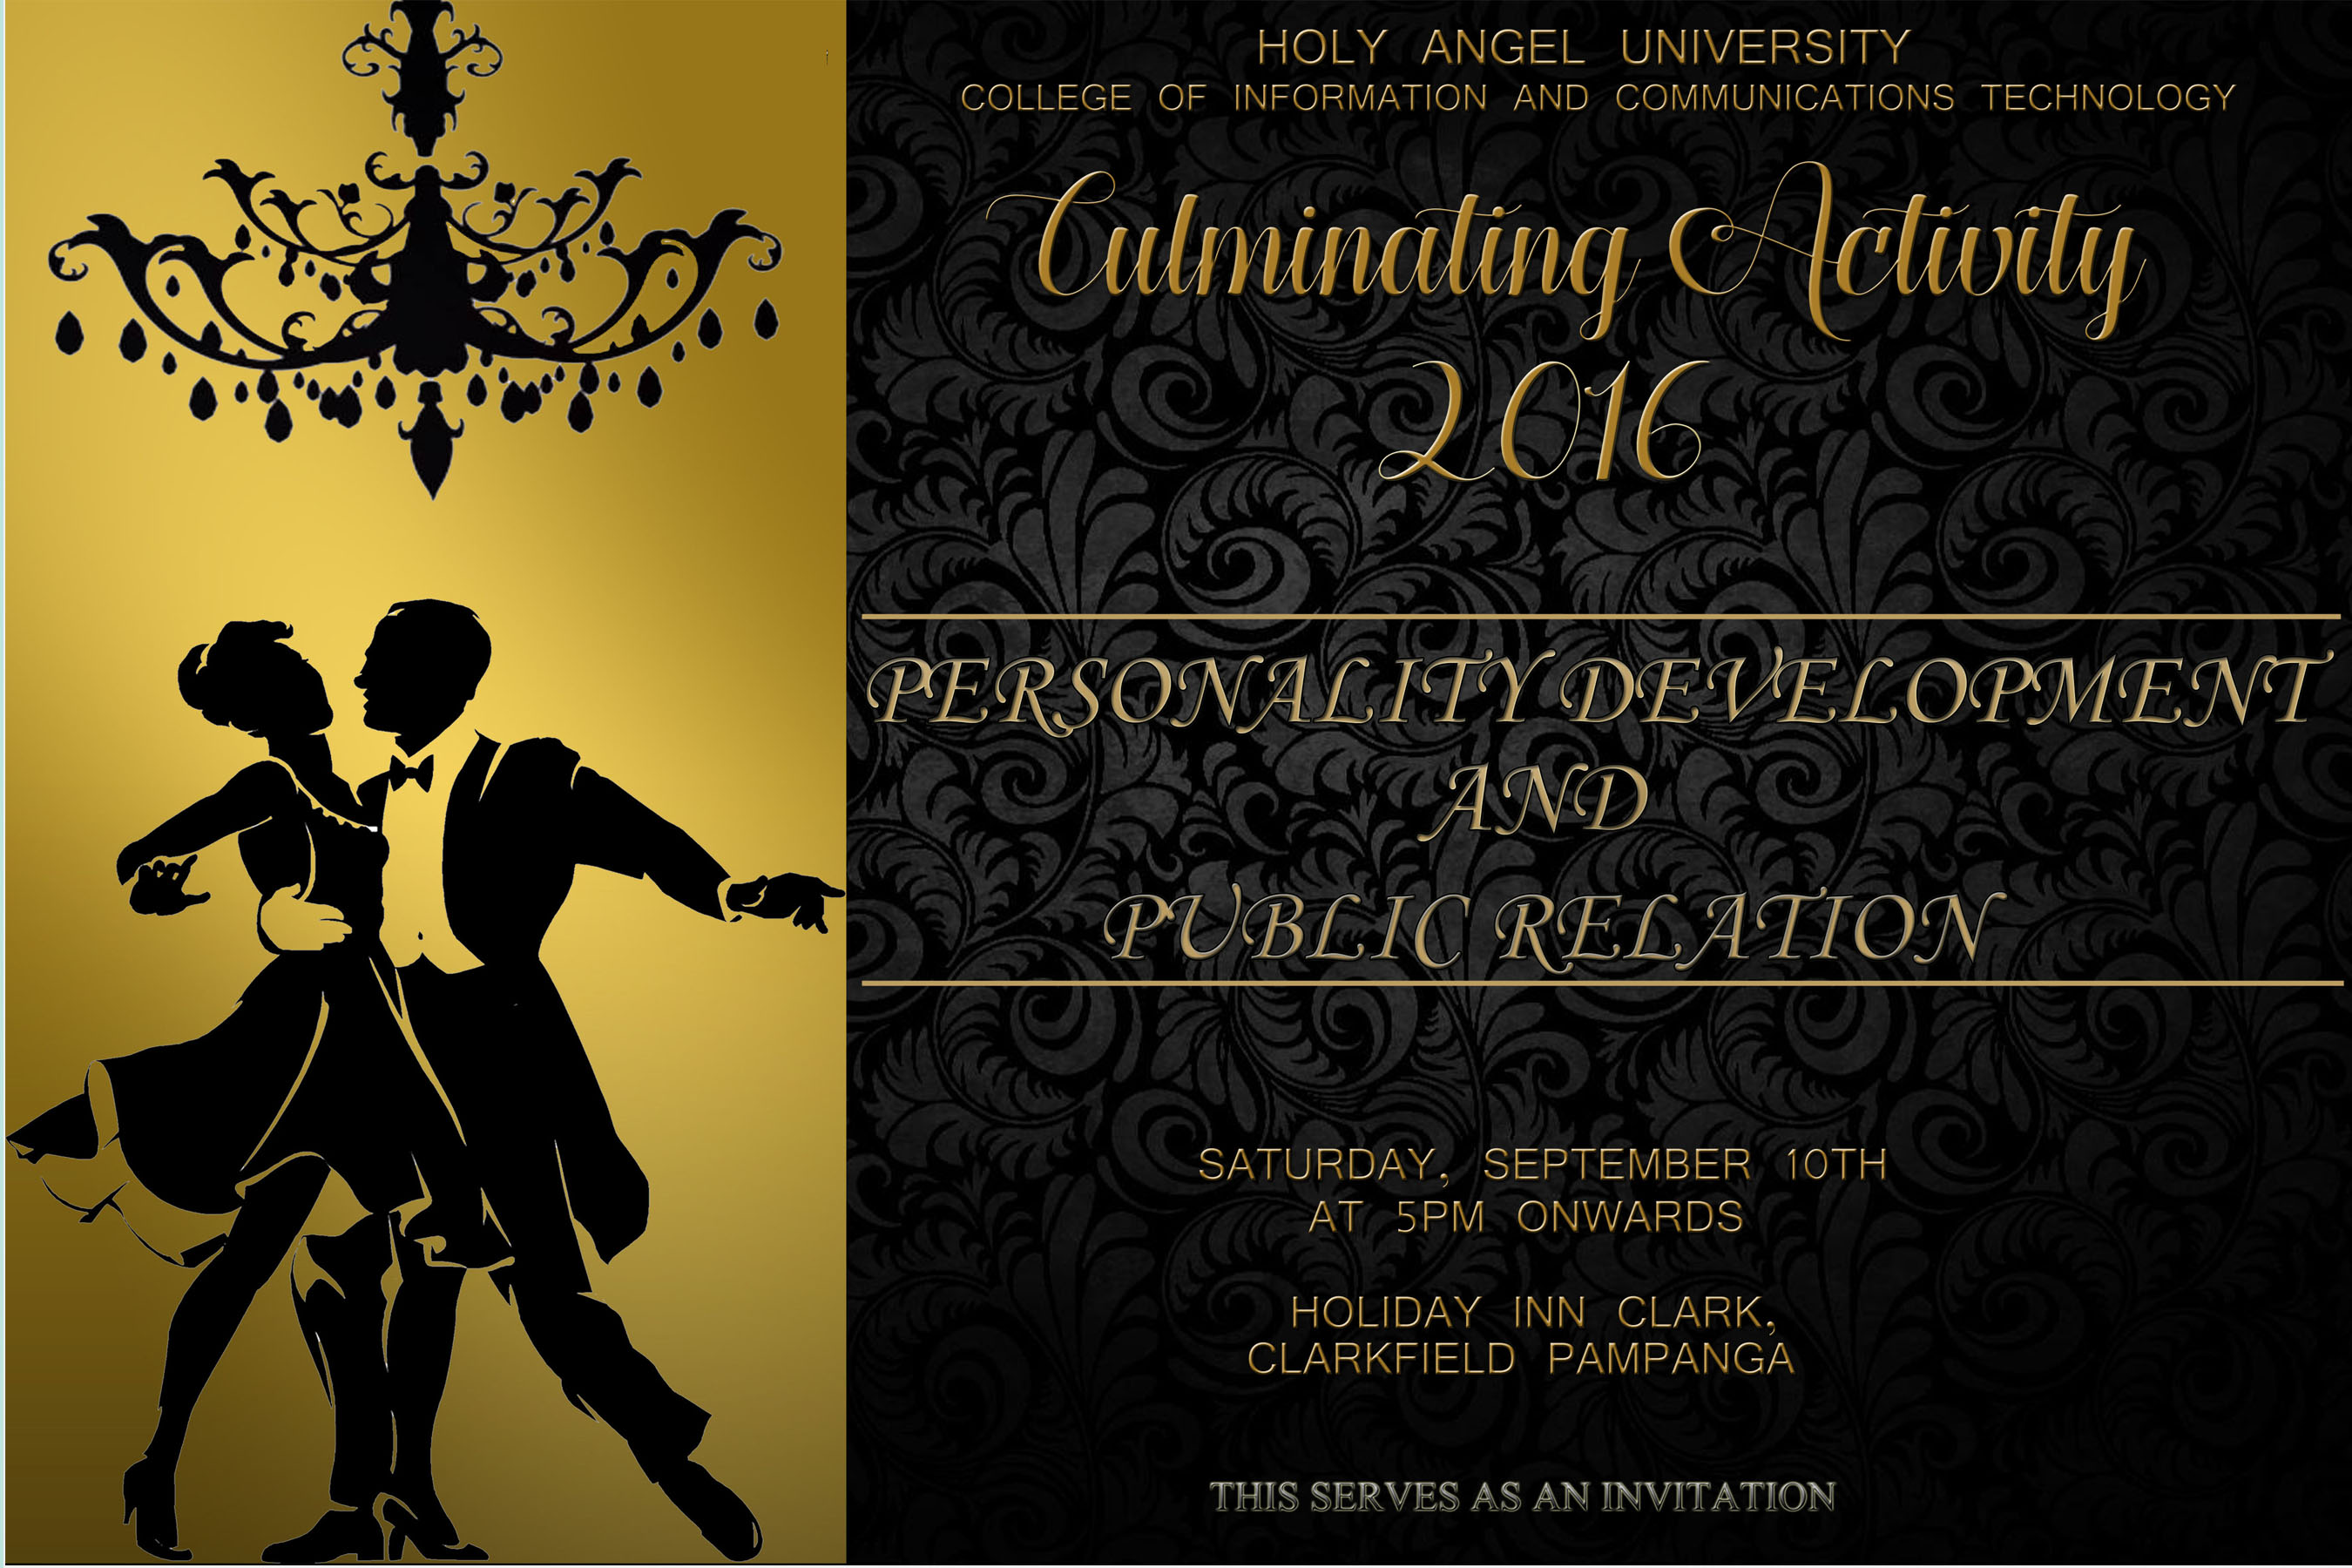 HOLY ANGEL UNIVERSITY
COLLEGE OF INFORMATION AND COMMUNICATIONS TECHNOLOGY
Culminating Activity
2016
PERSONALITY DEVELOPMENT
AND
PUBLIC RELATION
SATURDAY, SEPTEMBER 10TH
AT 5PM ONWARDS
HOLIDAY INN CLARK,
CLARKFIELD PAMPANGA
THIS SERVES AS AN INVITATION